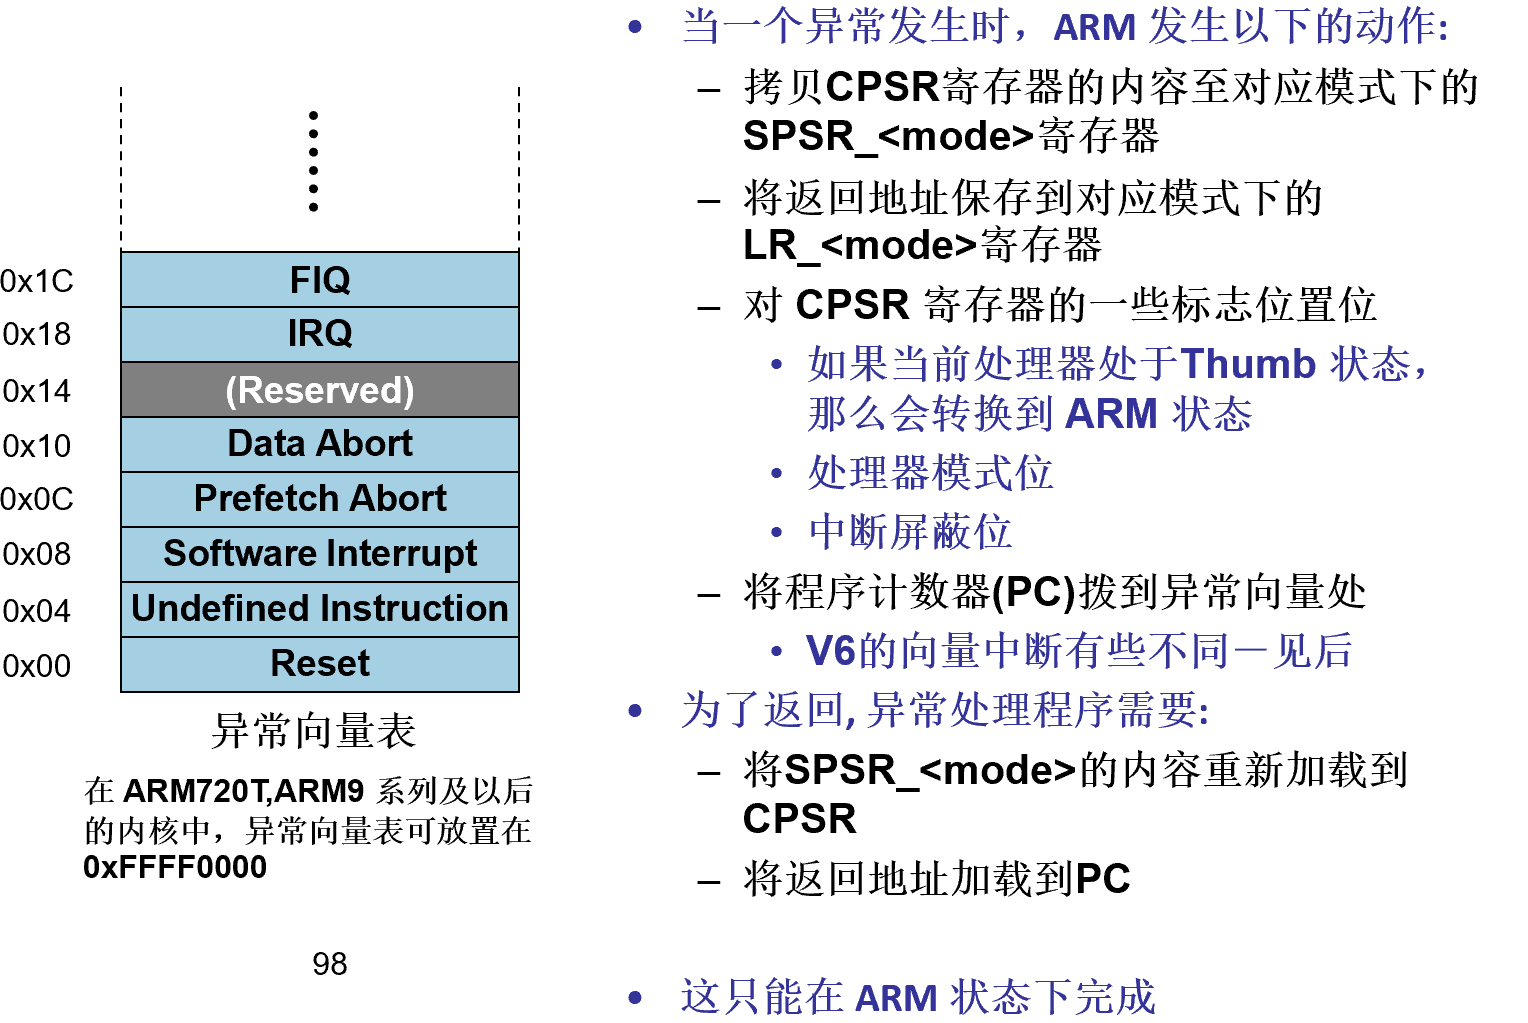 0x1C FIQ
0x18 IRQ
0x14 (Reserved)
0x10 Data Abort
0x0C Prefetch Abort
0x08 Software Interrupt
0x04 Undefined Instruction
0x00 Reset
异常向量表
在 ARM720T,ARM9 系列及以后
的内核中，异常向量表可放置在
0xFFFF0000
98
• 当一个异常发生时，ARM 发生以下的动作:
– 拷贝CPSR寄存器的内容至对应模式下的
SPSR_<mode>寄存器
– 将返回地址保存到对应模式下的
LR_<mode>寄存器
– 对 CPSR 寄存器的一些标志位置位
• 如果当前处理器处于Thumb 状态，
那么会转换到 ARM 状态
• 处理器模式位
• 中断屏蔽位
– 将程序计数器(PC)拨到异常向量处
• V6的向量中断有些不同－见后
• 为了返回, 异常处理程序需要:
– 将SPSR_<mode>的内容重新加载到
CPSR
– 将返回地址加载到PC
• 这只能在 ARM 状态下完成